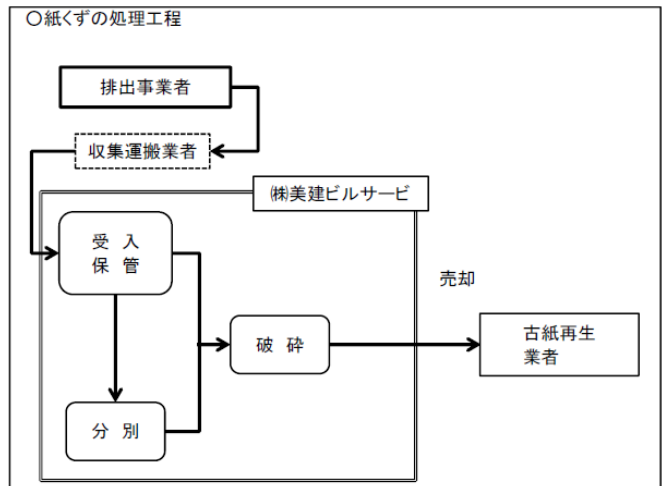 ○紙くずの処理工程
排出事業者
収集運搬業者
㈱美建ビルサービ
受 入
保 管
売却
破 砕
古紙再生
業者
分 別